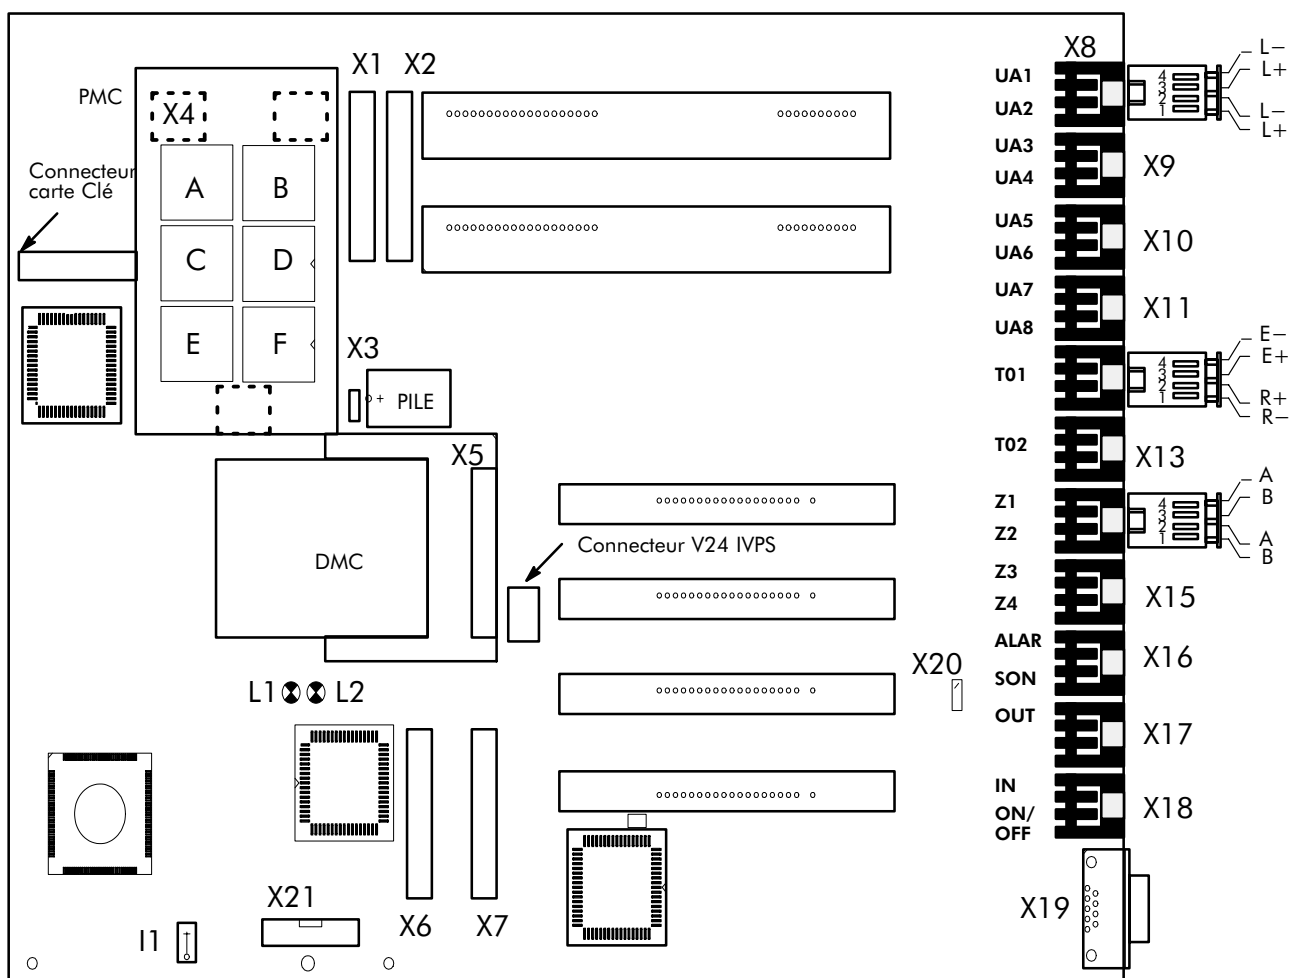 PMC
X4
X1
X2
Connecteur
carte Clé
A
B
C
D
E
F
X3
+
PILE
X5
DMC
Connecteur V24 IVPS
L1
L2
X20
X21
X6
X7
I1
X8
UA1
UA2
4
3
2
1
L–
L+
L–
L+
UA3
UA4
X9
UA5
UA6
X10
UA7
UA8
X11
T01
4
3
2
1
E–
E+
R+
R–
T02
X13
Z1
Z2
4
3
2
1
A
B
A
B
Z3
Z4
X15
ALAR
SON
X16
OUT
X17
IN
ON/
OFF
X18
X19